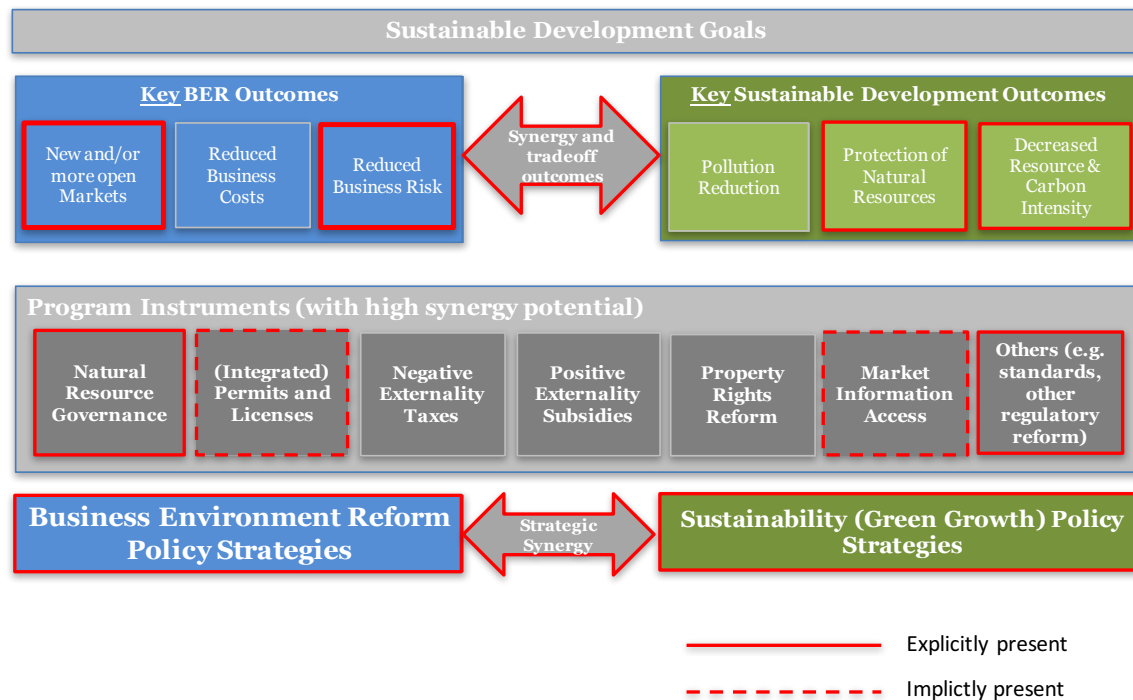 Sustainable Development Goals
Key BER Outcomes
New and/or
more open
Markets
Reduced
Business
Costs
Reduced
Business Risk
Synergy and
tradeoff
outcomes
Key Sustainable Development Outcomes
Pollution
Reduction
Protection of
Natural
Resources
Decreased
Resource &
Carbon
Intensity
Program Instruments (with high synergy potential)
Natural
Resource
Governance
(Integrated)
Permits and
Licenses
Negative
Externality
Taxes
Positive
Externality
Subsidies
Property
Rights
Reform
Market
Information
Access
Others (e.g.
standards,
other
regulatory
reform)
Business Environment Reform
Policy Strategies
Strategic
Synergy
Sustainability (Green Growth) Policy
Strategies
Explicitly present
Implictly present